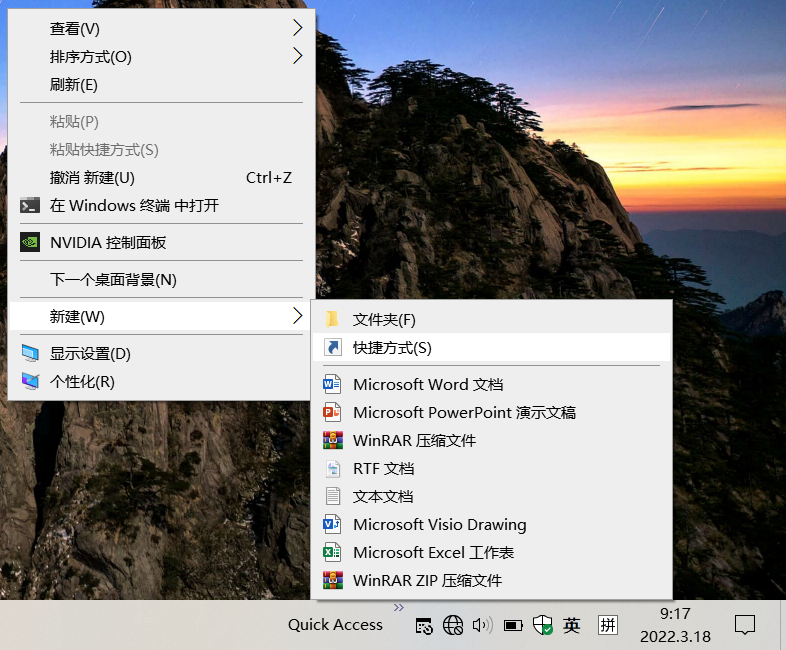 查看(V)
排序方式(O)
刷新(E)
粘贴(P)
粘贴快捷方式(S)
撤消 新建(U) Ctrl+Z
在 Windows 终端 中打开
NVIDIA 控制面板
下一个桌面背景(N)
新建(W)
显示设置(D)
个性化(R)
文件夹(F)
快捷方式(S)
Microsoft Word 文档
Microsoft PowerPoint 演示文稿
WinRAR 压缩文件
RTF 文档
文本文档
Microsoft Visio Drawing
Microsoft Excel 工作表
WinRAR ZIP 压缩文件
Quick Access
英
拼
9:17
2022.3.18